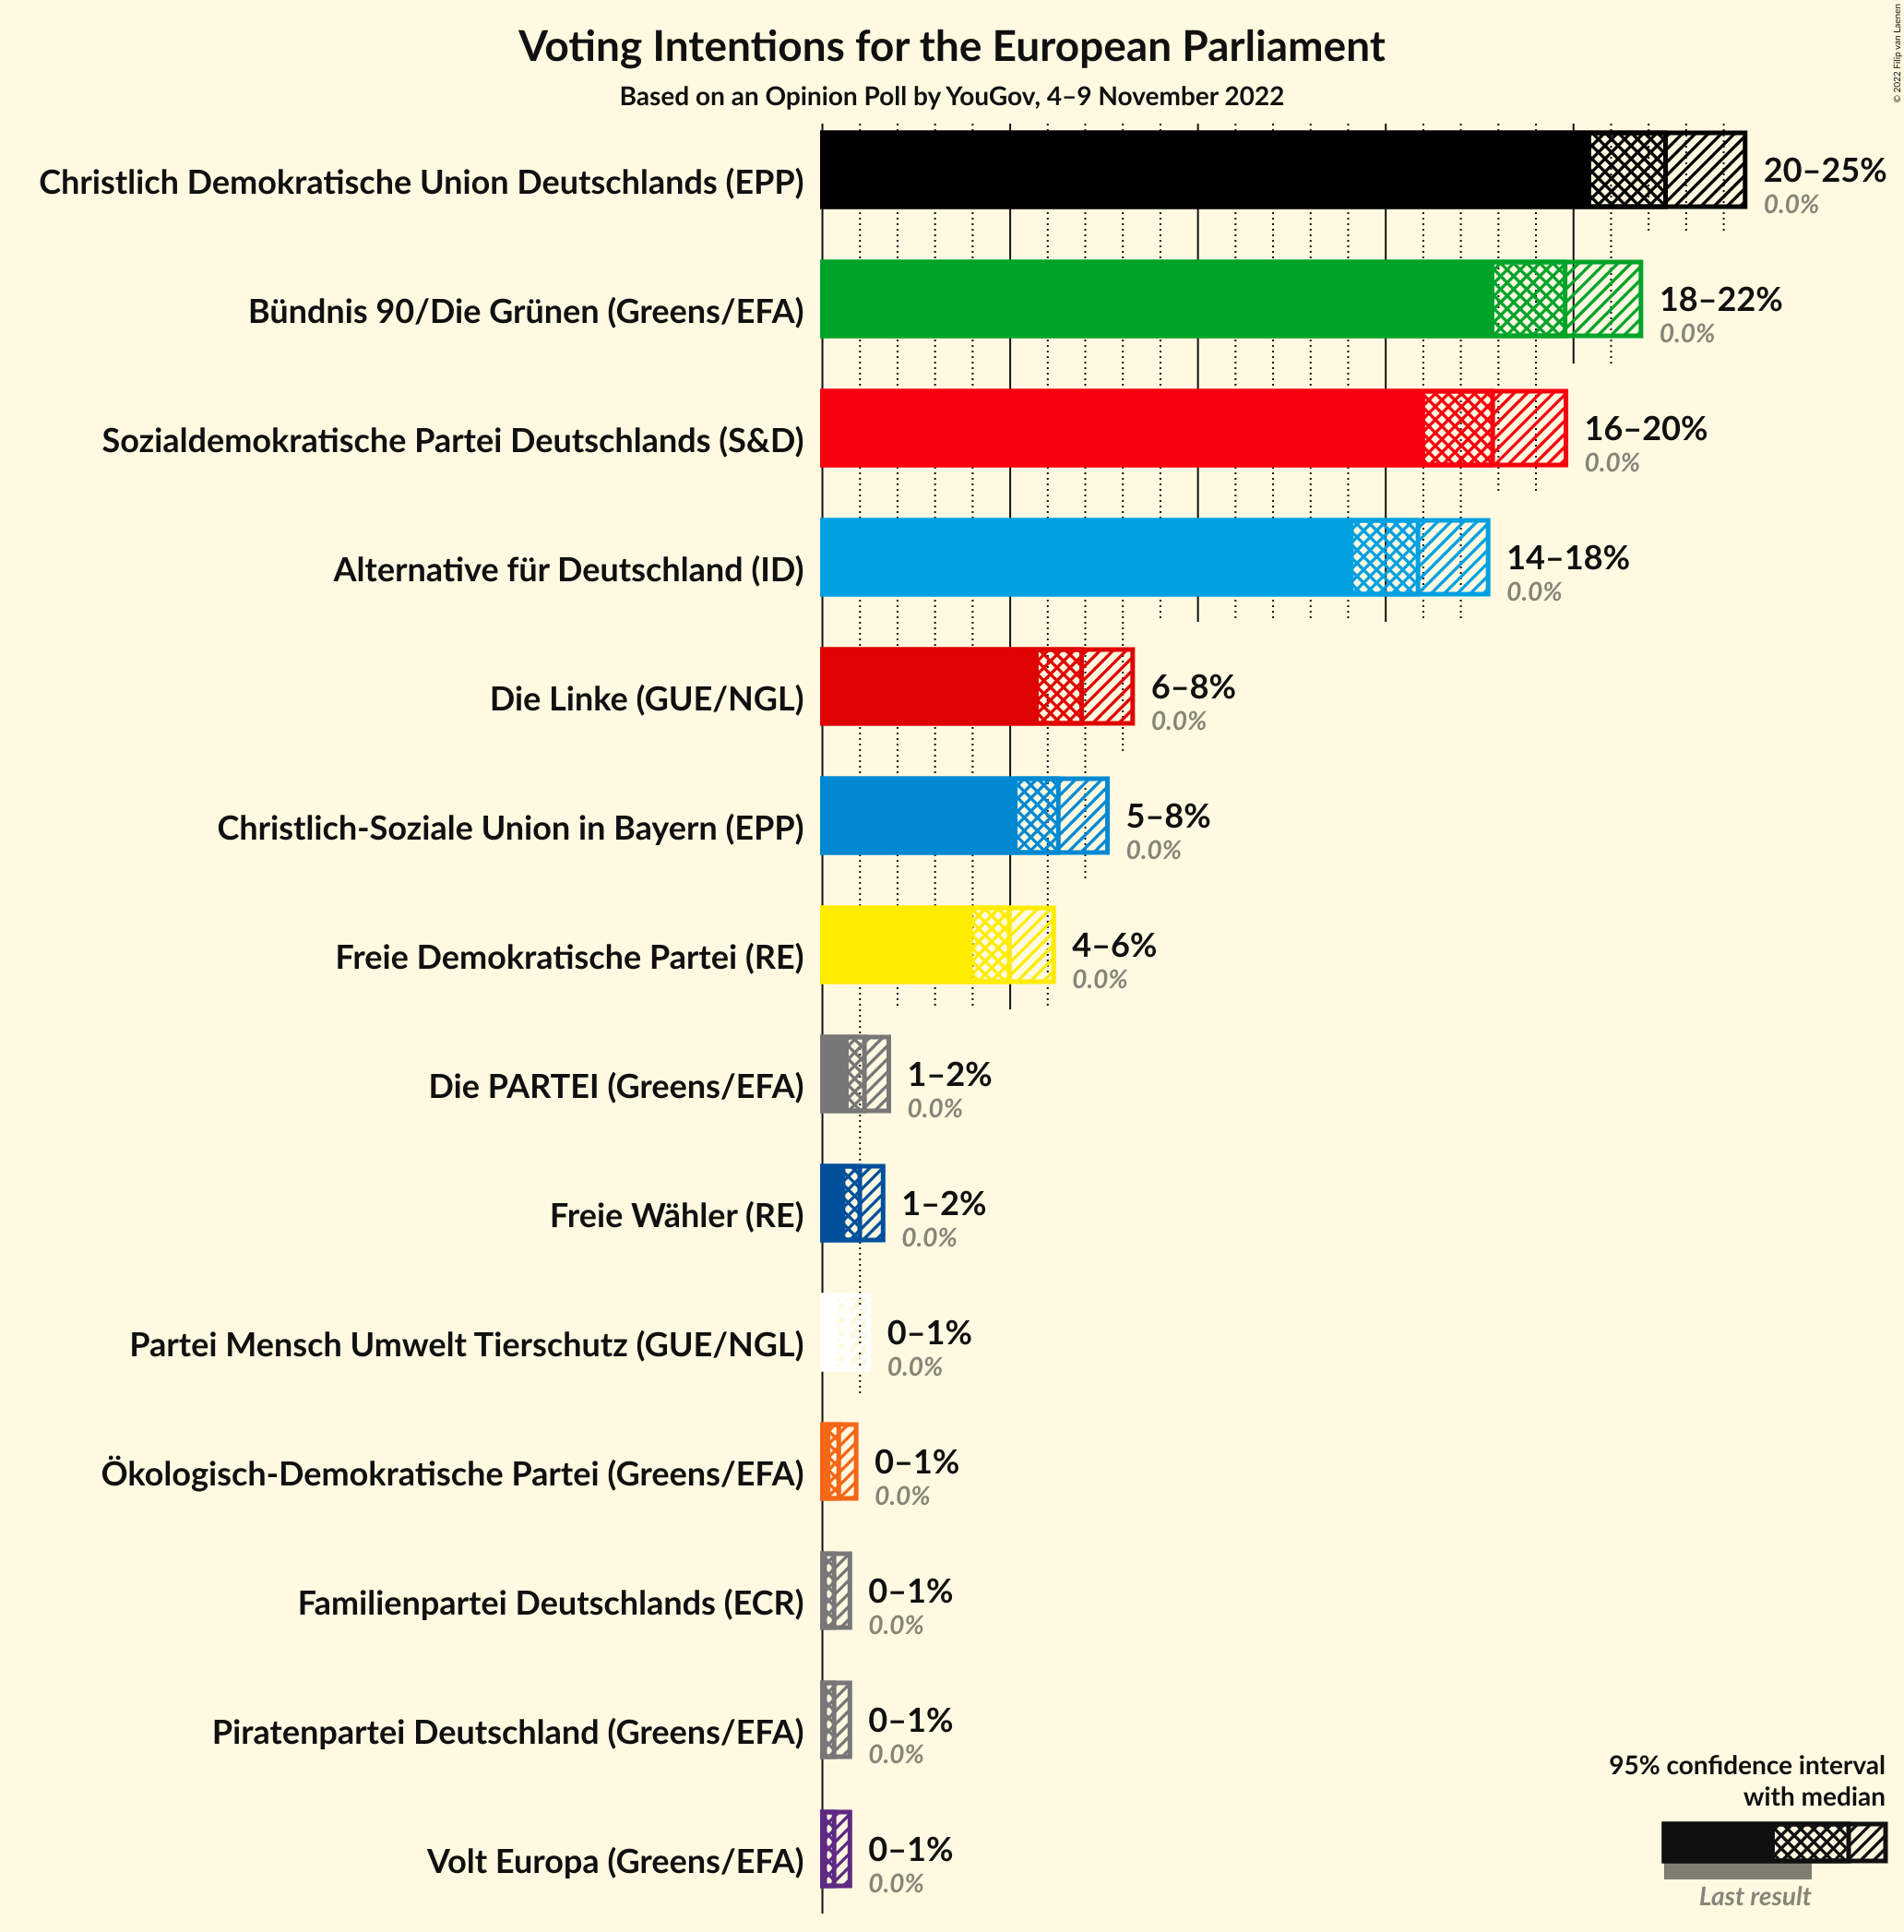 Voting Intentions for the European Parliament
Based on an Opinion Poll by YouGov, 4–9 November 2022
© 2022 Filip van Laenen
Christlich Demokratische Union Deutschlands (EPP)
20–25%
0.0%
Bündnis 90/Die Grünen (Greens/EFA)
18–22%
0.0%
Sozialdemokratische Partei Deutschlands (S&D)
16–20%
0.0%
Alternative für Deutschland (ID)
14–18%
0.0%
Die Linke (GUE/NGL)
6–8%
0.0%
Christlich-Soziale Union in Bayern (EPP)
5–8%
0.0%
Freie Demokratische Partei (RE)
4–6%
0.0%
Die PARTEI (Greens/EFA)
1–2%
0.0%
Freie Wähler (RE)
1–2%
0.0%
Partei Mensch Umwelt Tierschutz (GUE/NGL)
0–1%
0.0%
Ökologisch-Demokratische Partei (Greens/EFA)
0–1%
0.0%
Familienpartei Deutschlands (ECR)
0–1%
0.0%
Piratenpartei Deutschland (Greens/EFA)
0–1%
0.0%
Volt Europa (Greens/EFA)
0–1%
0.0%
95% confidence interval
with median
Last result